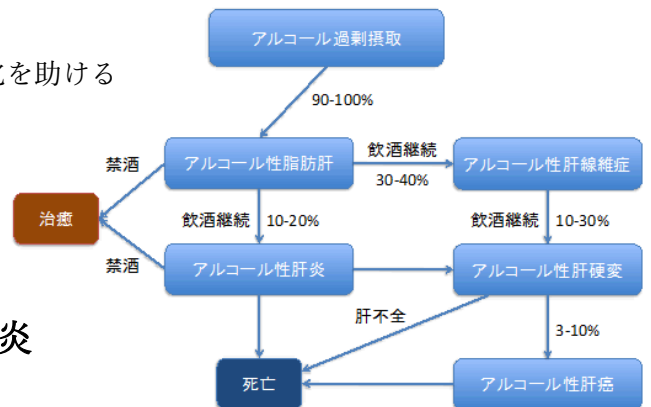 アルコール過剰摂取
を助ける
90-100%
禁酒
アルコール性脂肪肝
飲酒継続
30-40%
アルコール性肝線維症
治癒
飲酒継続
10-20%
飲酒継続
10-30%
禁酒
アルコール性肝炎
アルコール性肝硬変
肝不全
炎
3-10%
死亡
アルコール性肝癌